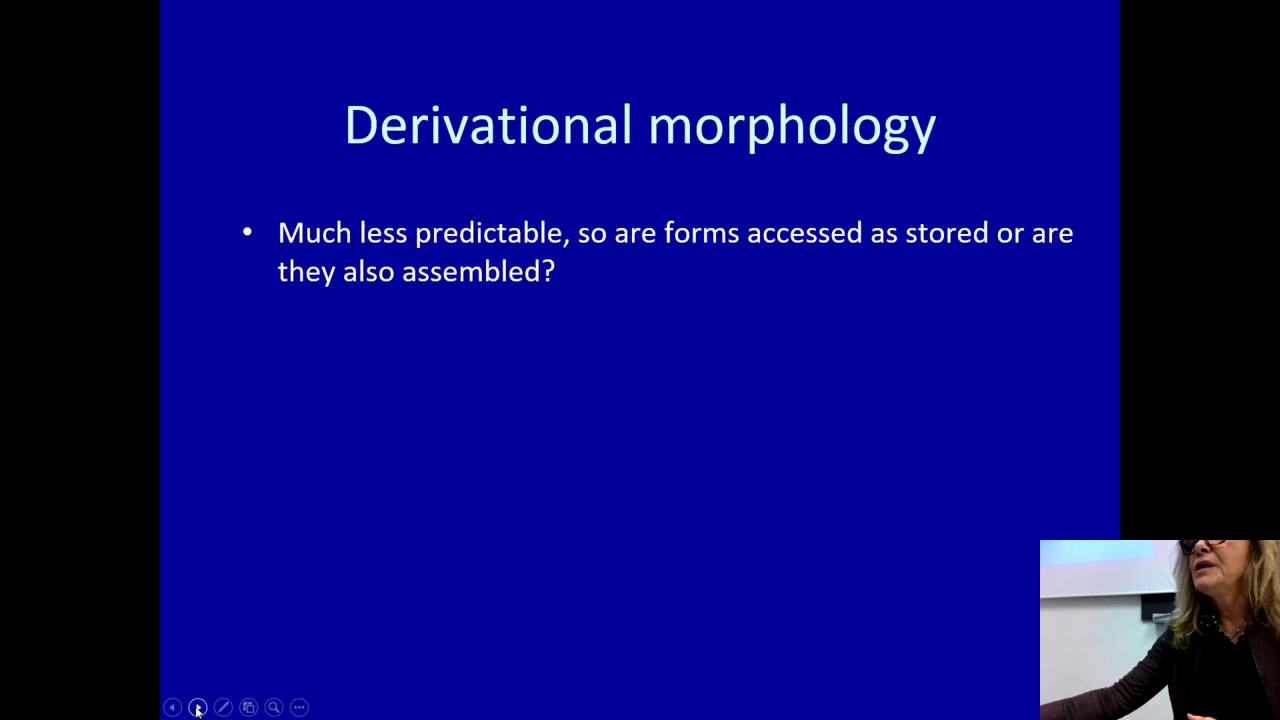 Derivational morphology
• Much less predictable, so are forms accessed as stored or are
they also assembled?